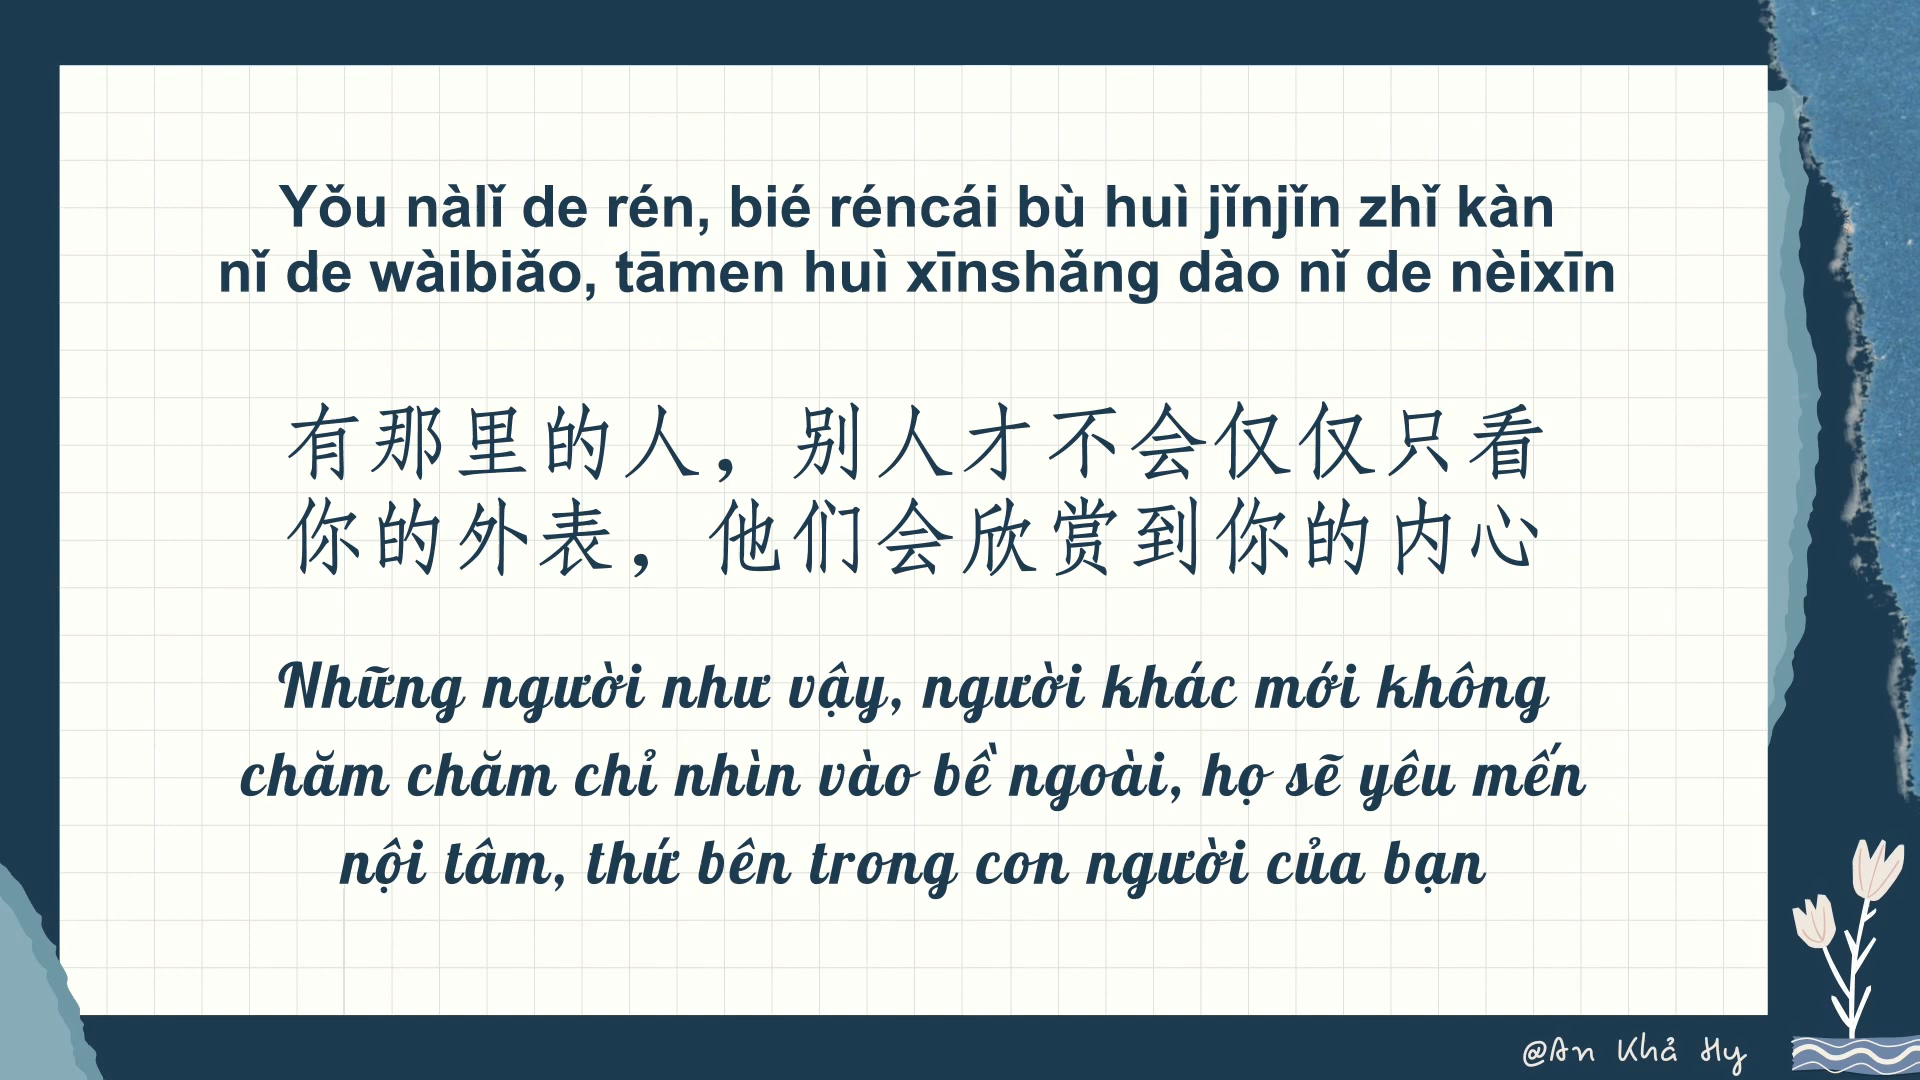 Yǒu nàlǐ de rén, bié réncái bù huì jǐnjǐn zhǐ kàn
nǐ de wàibiǎo, tāmen huì xīnshǎng dào nǐ de nèixīn
有那里的人，别人才不会仅仅只看
你的外表，他们会欣赏到你的内心
Những người như vậy, người khác mới không
chăm chăm chỉ nhìn vào bề ngoài, họ sẽ yêu mến
nội tâm, thứ bên trong con người của bạn
@An Khả Hy